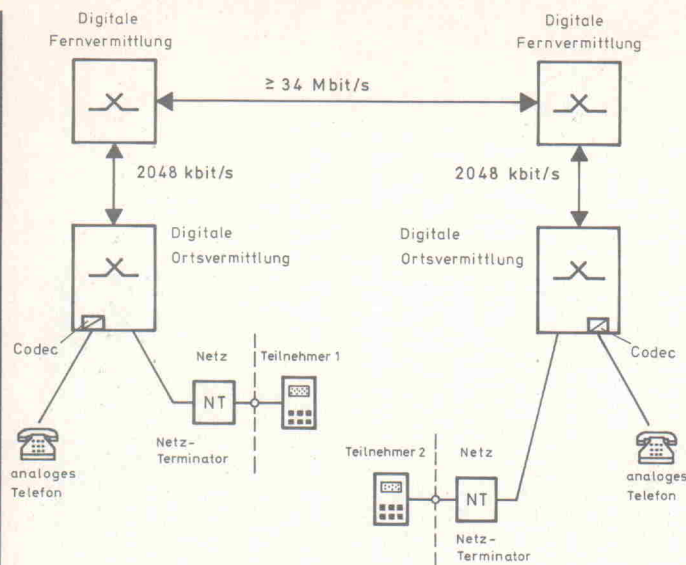 Digitale
Fernvermittlung
Digitale
Fernvermittlung
≥ 34 Mbit/s
2048 kbit/s
2048 kbit/s
Digitale
Ortsvermittlung
Digitale
Ortsvermittlung
Codec
Netz
Teilnehmer 1
NT
Netz-
Terminator
analoges
Telefon
Codec
Teilnehmer 2
Netz
NT
Netz-
Terminator
analoges
Telefon